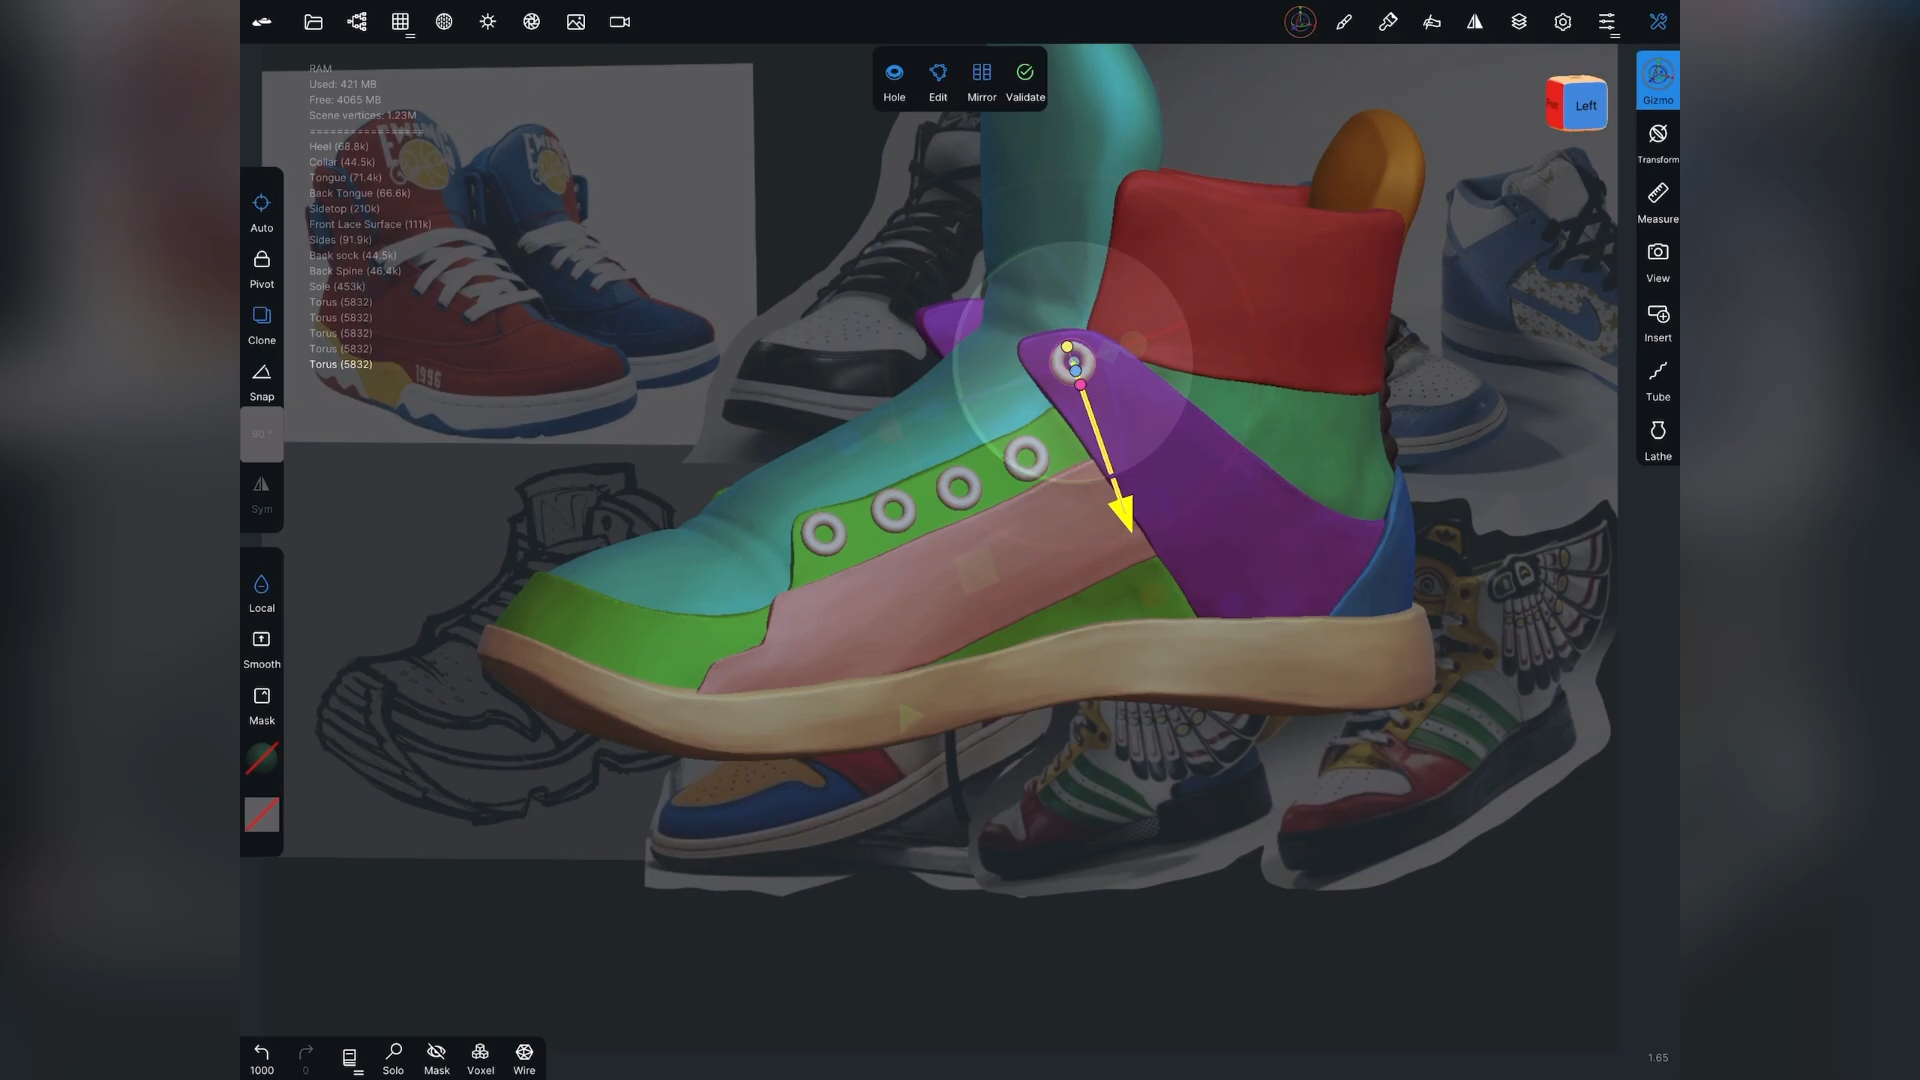 RAM
Used: 421 MB
Free: 4065 MB
Scene vertices: 1.23M
==================
Heel (68.8k)
Collar (44.5k)
Tongue (71.4k)
Back Tongue (66.6k)
Sidetop (210k)
Front Lace Surface (111k)
Sides (91.9k)
Back sock (44.5k)
Back Spine (46.4k)
Sole (453k)
Torus (5832)
Torus (5832)
Torus (5832)
Torus (5832)
Torus (5832)
Hole Edit Mirror Validate
Left
Gizmo
Transform
Measure
View
Insert
Tube
Lathe
Auto
Pivot
Clone
Snap
90 °
Sym
Local
Smooth
Mask
EWING
1996
1000
0
Solo
Mask
Voxel
Wire
1.65